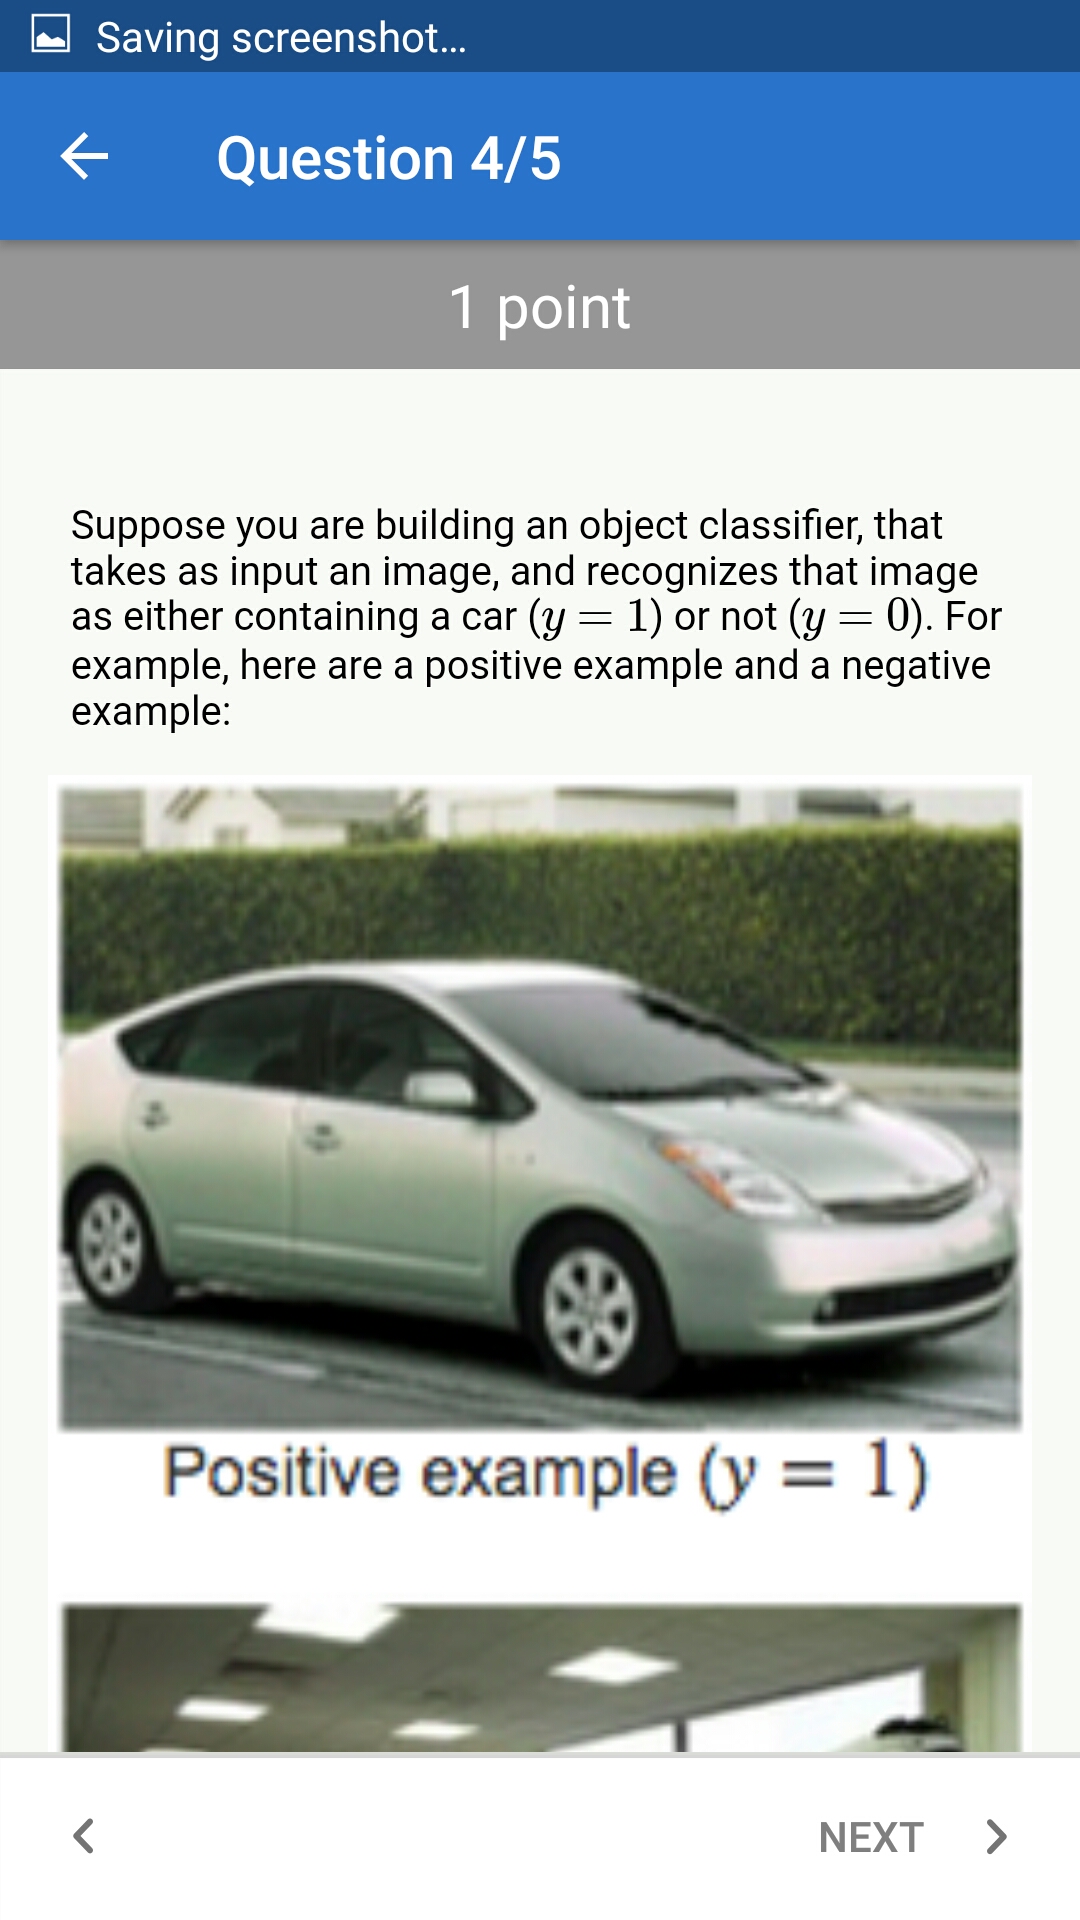 Saving screenshot...
Question 4/5
1 point
Suppose you are building an object classifier, that
takes as input an image, and recognizes that image
as either containing a car (y = 1) or not (y = 0). For
example, here are a positive example and a negative
example:
Positive example (y = 1)
NEXT